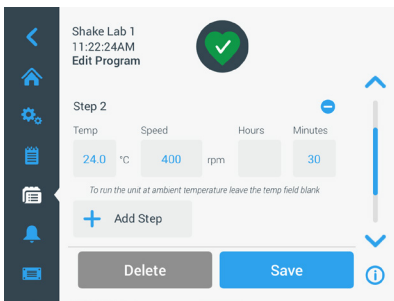 Shake Lab 1
11:22:24AM
Edit Program
Step 2
Temp Speed Hours Minutes
24.0 °C 400 rpm 30
To run the unit at ambient temperature leave the temp field blank
+ Add Step
Delete Save